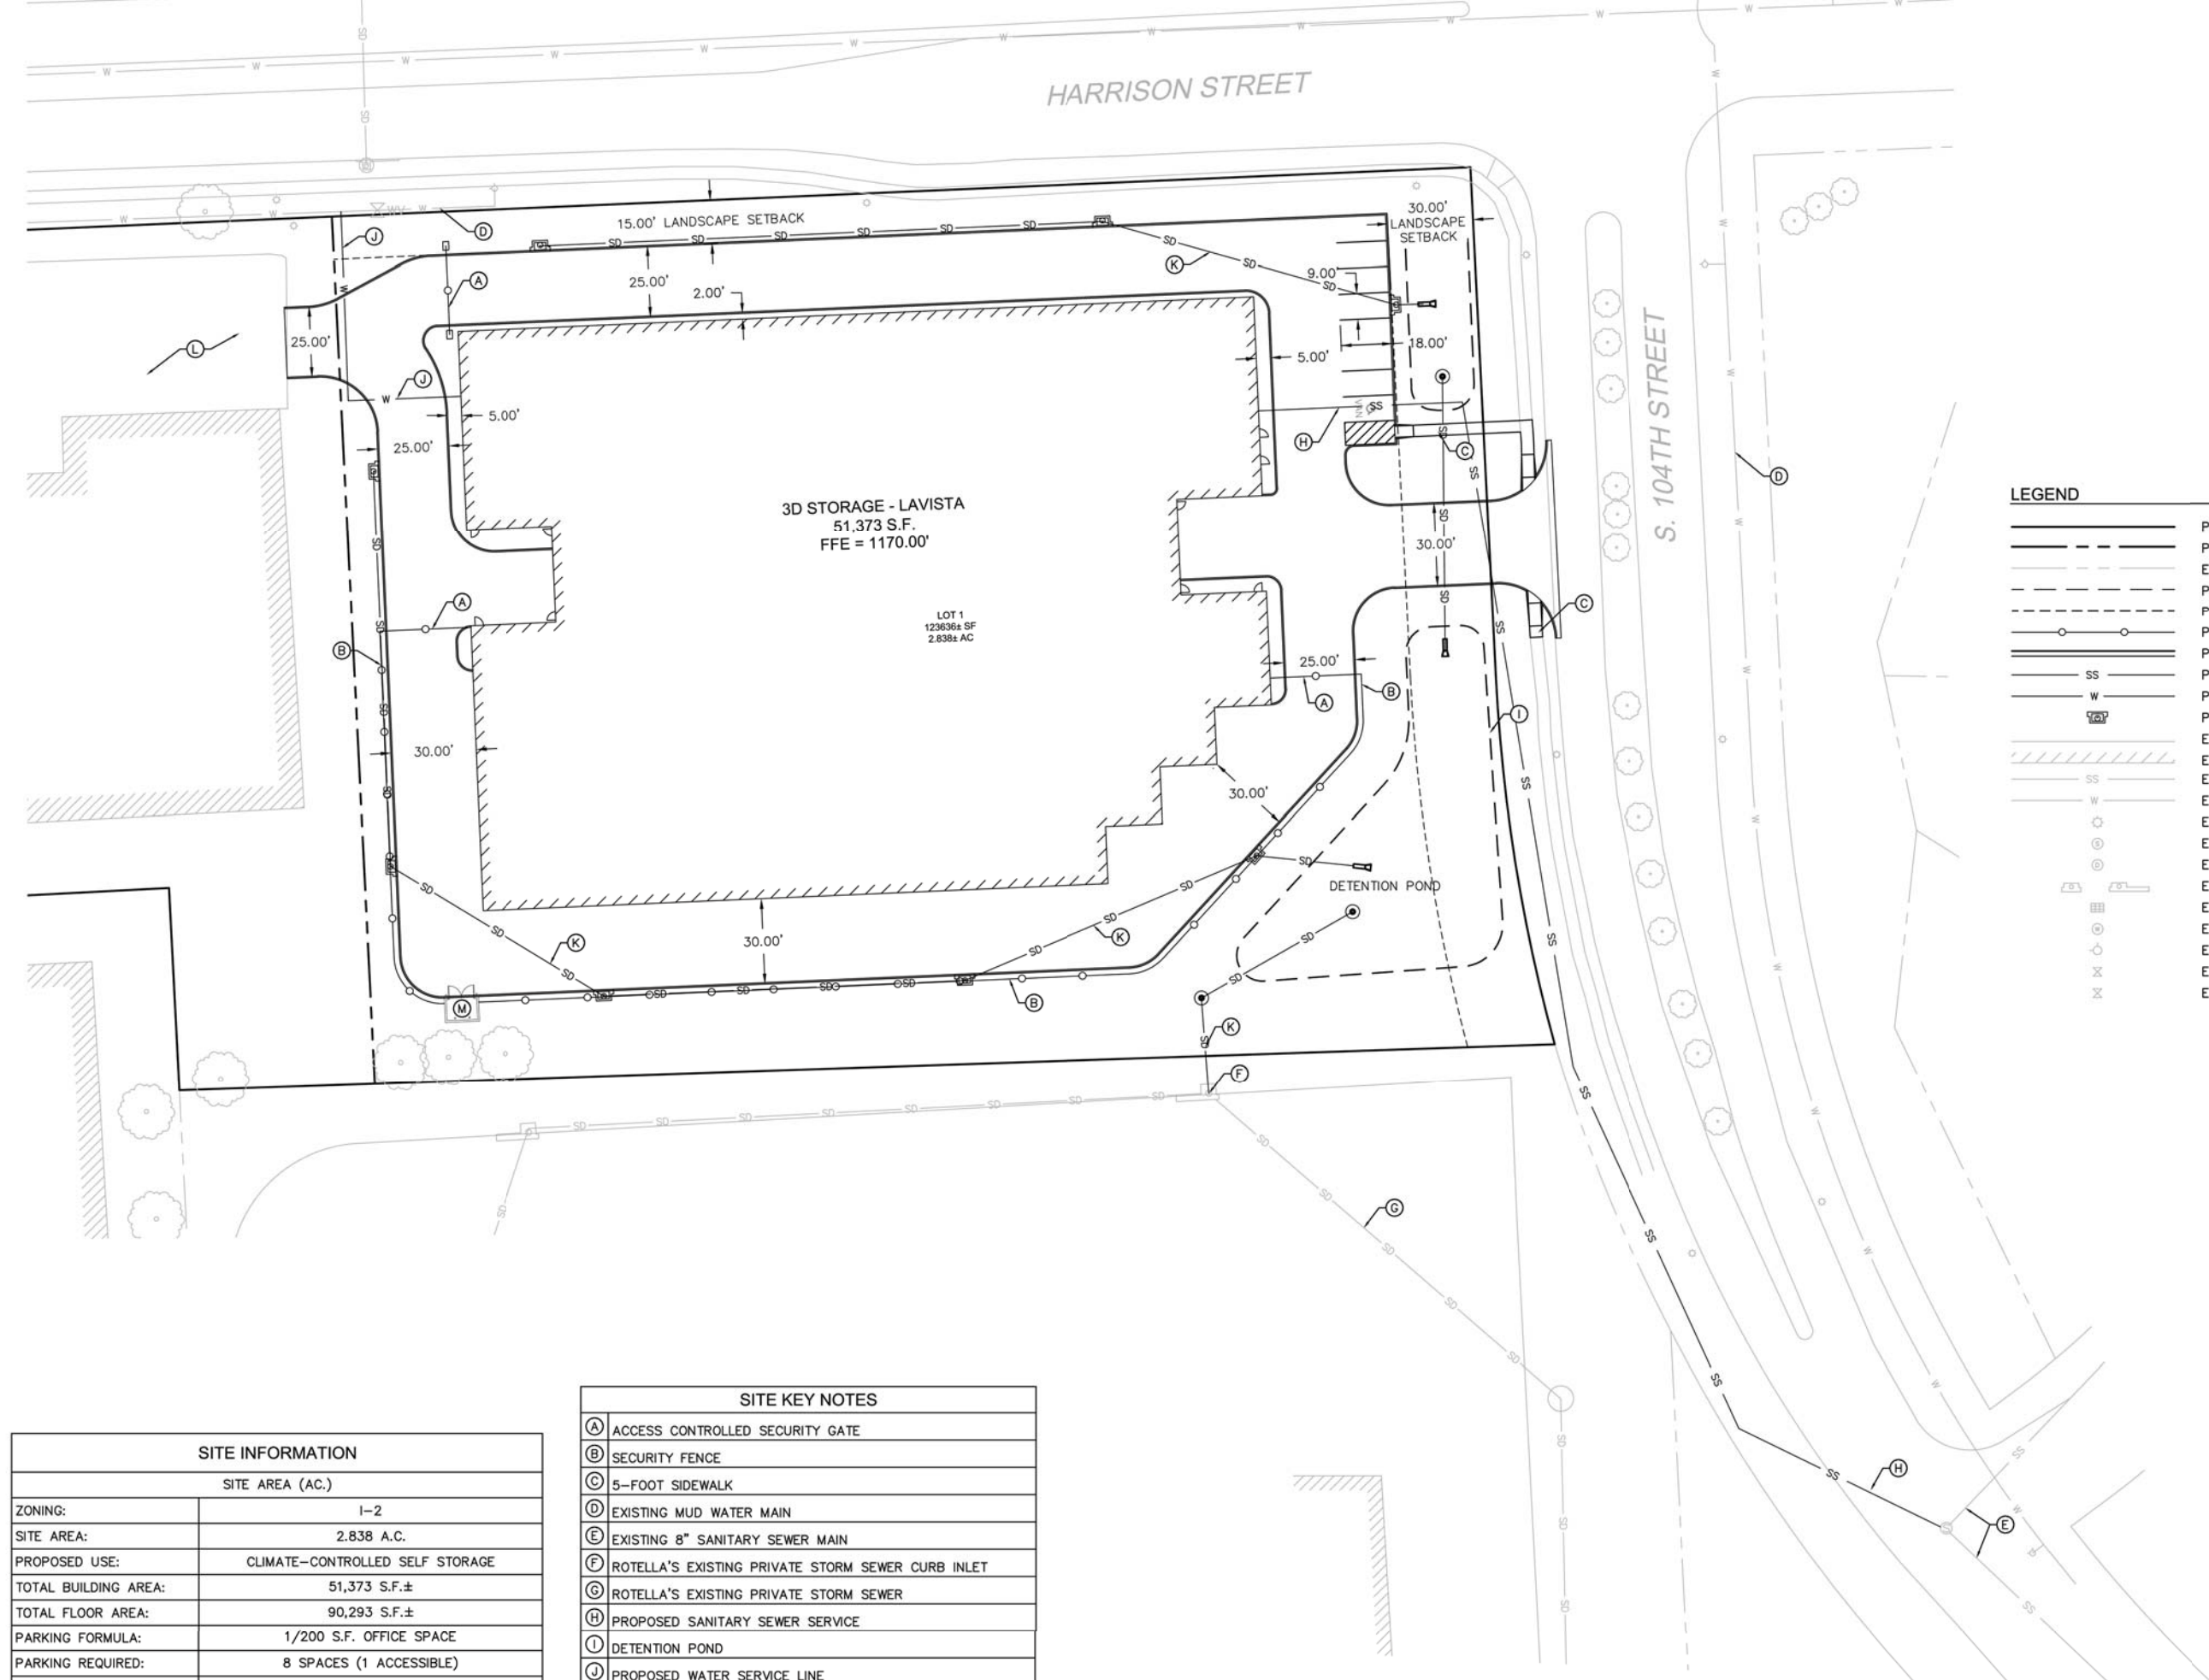 HARRISON STREET
15.00' LANDSCAPE SETBACK
30.00'
LANDSCAPE
SETBACK
J
D
K
A
25.00'
2.00'
9.00'
L
25.00'
18.00'
5.00'
J
W
5.00'
25.00'
VAN
SS
H
C
S. 104TH STREET
D
3D STORAGE - LAVISTA
51,373 S.F.
FFE = 1170.00'
30.00'
LOT 1
123636± SF
2.838± AC
A
B
C
25.00'
B
A
I
30.00'
30.00'
DETENTION POND
30.00'
K
K
B
M
K
F
G
H
E
LEGEND
P
P
E
P
P
P
P
SS P
W P
P
E
E
SS E
W E
E
E
E
E
E
E
E
E
E
SITE INFORMATION
SITE AREA (AC.)
ZONING: I-2
SITE AREA: 2.838 A.C.
PROPOSED USE: CLIMATE-CONTROLLED SELF STORAGE
TOTAL BUILDING AREA: 51,373 S.F.±
TOTAL FLOOR AREA: 90,293 S.F.±
PARKING FORMULA: 1/200 S.F. OFFICE SPACE
PARKING REQUIRED: 8 SPACES (1 ACCESSIBLE)
SITE KEY NOTES
A ACCESS CONTROLLED SECURITY GATE
B SECURITY FENCE
C 5-FOOT SIDEWALK
D EXISTING MUD WATER MAIN
E EXISTING 8" SANITARY SEWER MAIN
F ROTELLA'S EXISTING PRIVATE STORM SEWER CURB INLET
G ROTELLA'S EXISTING PRIVATE STORM SEWER
H PROPOSED SANITARY SEWER SERVICE
I DETENTION POND
J PROPOSED WATER SERVICE LINE